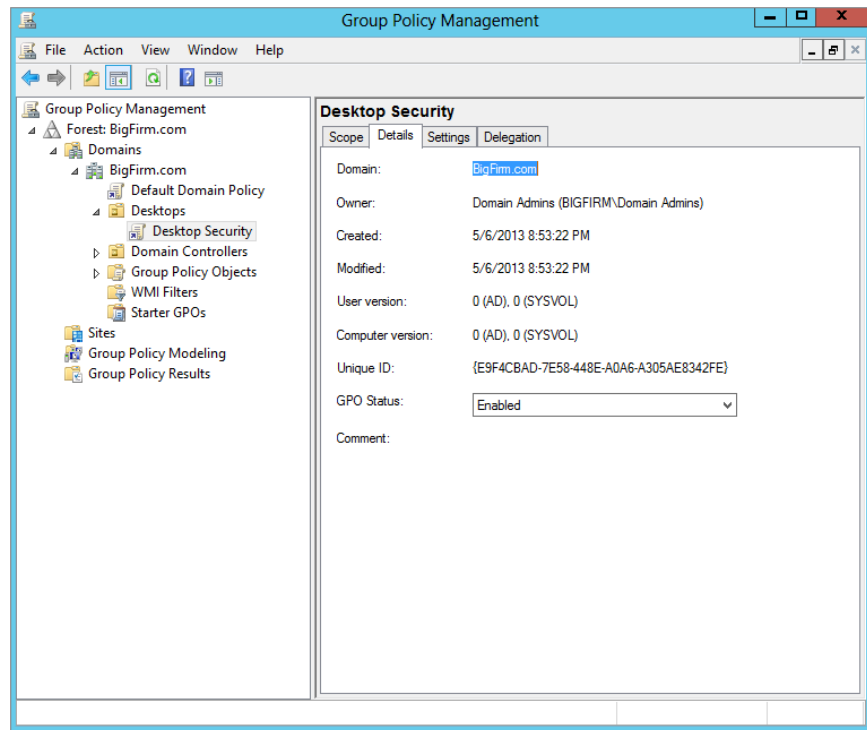 Group Policy Management
File Action View Window Help
Group Policy Management
Forest: BigFirm.com
Domains
BigFirm.com
Default Domain Policy
Desktops
Desktop Security
Domain Controllers
Group Policy Objects
WMI Filters
Starter GPOs
Sites
Group Policy Modeling
Group Policy Results
Desktop Security
Scope Details Settings Delegation
Domain: BigFirm.com
Owner: Domain Admins (BIGFIRM\Domain Admins)
Created: 5/6/2013 8:53:22 PM
Modified: 5/6/2013 8:53:22 PM
User version: 0 (AD), 0 (SYSVOL)
Computer version: 0 (AD), 0 (SYSVOL)
Unique ID: {E9F4CBAD-7E58-448E-A0A6-A305AE8342FE}
GPO Status: Enabled
Comment: